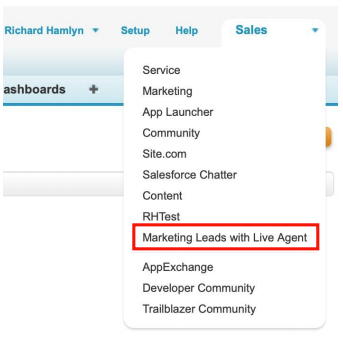 Richard Hamlyn Setup Help Sales
ashboards +
Service
Marketing
App Launcher
Community
Site.com
Salesforce Chatter
Content
RHTest
Marketing Leads with Live Agent
AppExchange
Developer Community
Trailblazer Community